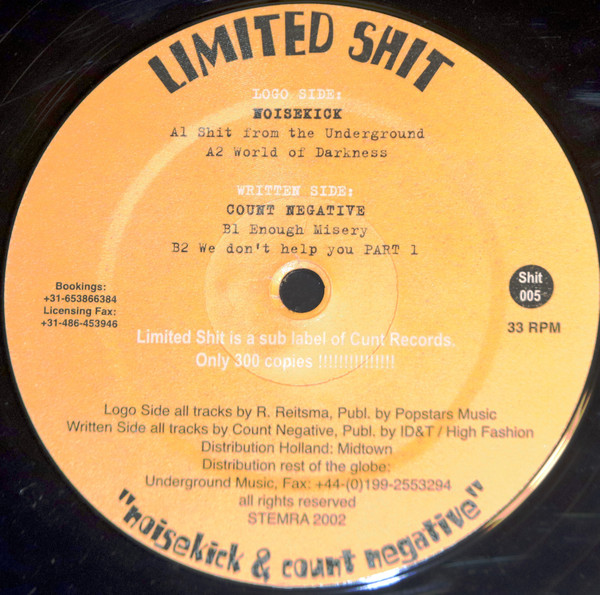 LIMITED SHIT
LOGO SIDE:
NOISEKICK
A1 Shit from the Underground
A2 World of Darkness
WRITTEN SIDE:
COUNT NEGATIVE
B1 Enough Misery
B2 We don't help you PART 1
Bookings:
+31-653866384
Licensing Fax:
+31-486-453946
Shit
005
33 RPM
Limited Shit is a sub label of Cunt Records.
Only 300 copies !!!!!!!!!!!!!!!
Logo Side all tracks by R. Reitsma, Publ. by Popstars Music
Written Side all tracks by Count Negative, Publ. by ID&T / High Fashion
Distribution Holland: Midtown
Distribution rest of the globe:
Underground Music, Fax: +44-(0)199-2553294
all rights reserved
STEMRA 2002
"noisekick & count negative"